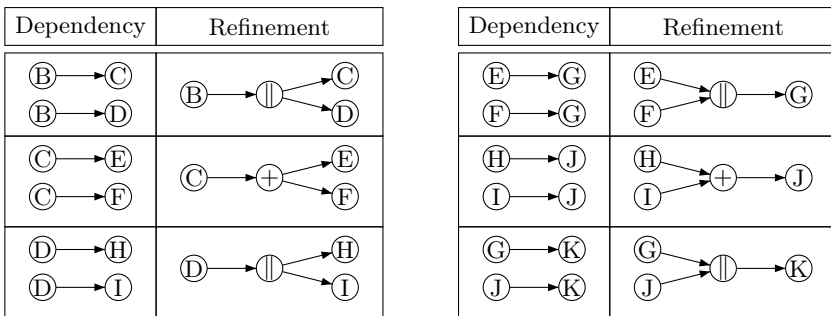 Dependency Refinement
B C
B D
B || C D
C E
C F
C + E F
D H
D I
D || H I
Dependency Refinement
E G
F G
E F || G
H J
I J
H I + J
G K
J K
G J || K